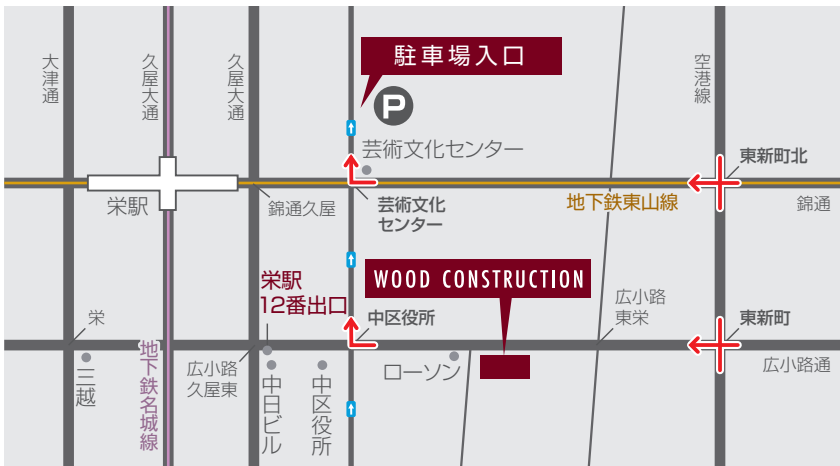 大津通
久屋大通
久屋大通
駐車場入口
P
空港線
芸術文化センター
東新町北
栄駅
錦通久屋
芸術文化
センター
地下鉄東山線
錦通
栄駅
12番出口
WOOD CONSTRUCTION
広小路
東栄
栄
中区役所
東新町
三越
地下鉄名城線
広小路
久屋東
中日ビル
中区役所
ローソン
広小路通